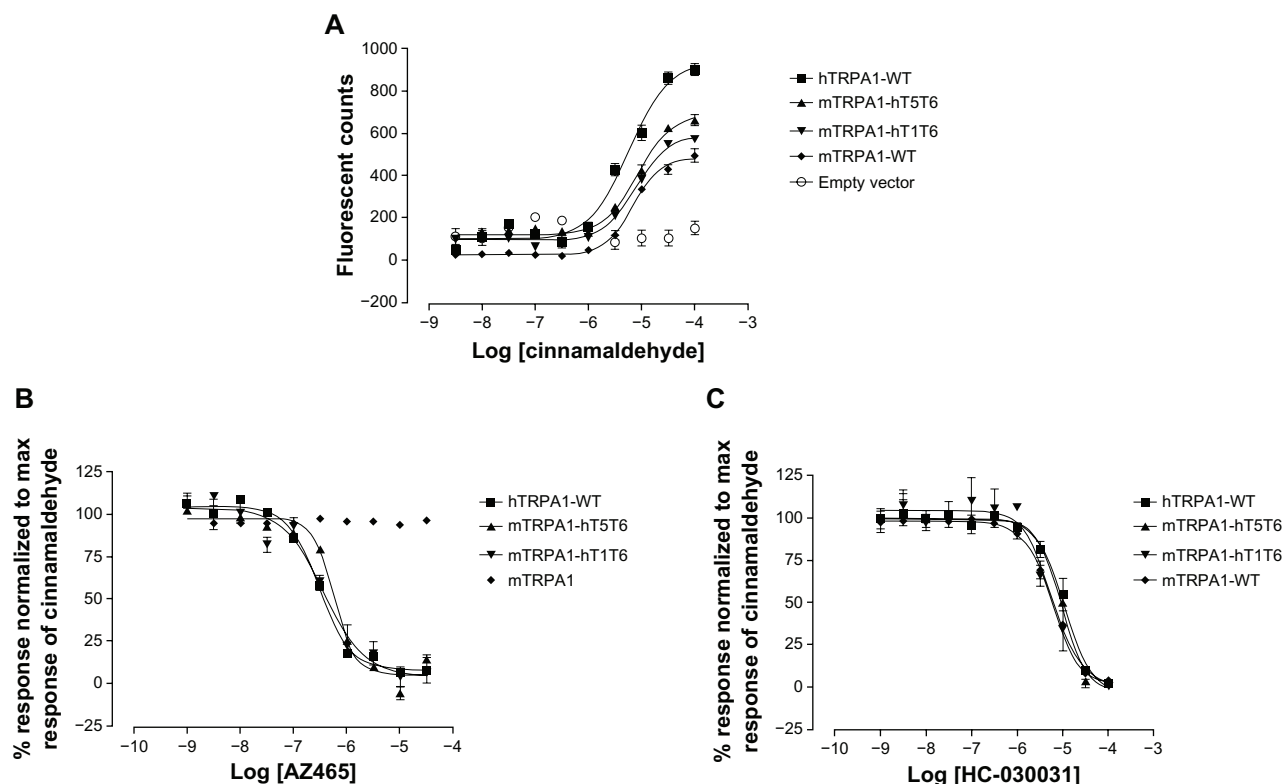 A
Fluorescent counts
1000
800
600
400
200
0
−200
−9 −8 −7 −6 −5 −4 −3
Log [cinnamaldehyde]
hTRPA1-WT
mTRPA1-hT5T6
mTRPA1-hT1T6
mTRPA1-WT
Empty vector
B
% response normalized to max
response of cinnamaldehyde
125
100
75
50
25
0
−25
−10 −9 −8 −7 −6 −5 −4
Log [AZ465]
hTRPA1-WT
mTRPA1-hT5T6
mTRPA1-hT1T6
mTRPA1
C
% response normalized to max
response of cinnamaldehyde
125
100
75
50
25
0
−25
−10 −9 −8 −7 −6 −5 −4 −3
Log [HC-030031]
hTRPA1-WT
mTRPA1-hT5T6
mTRPA1-hT1T6
mTRPA1-WT